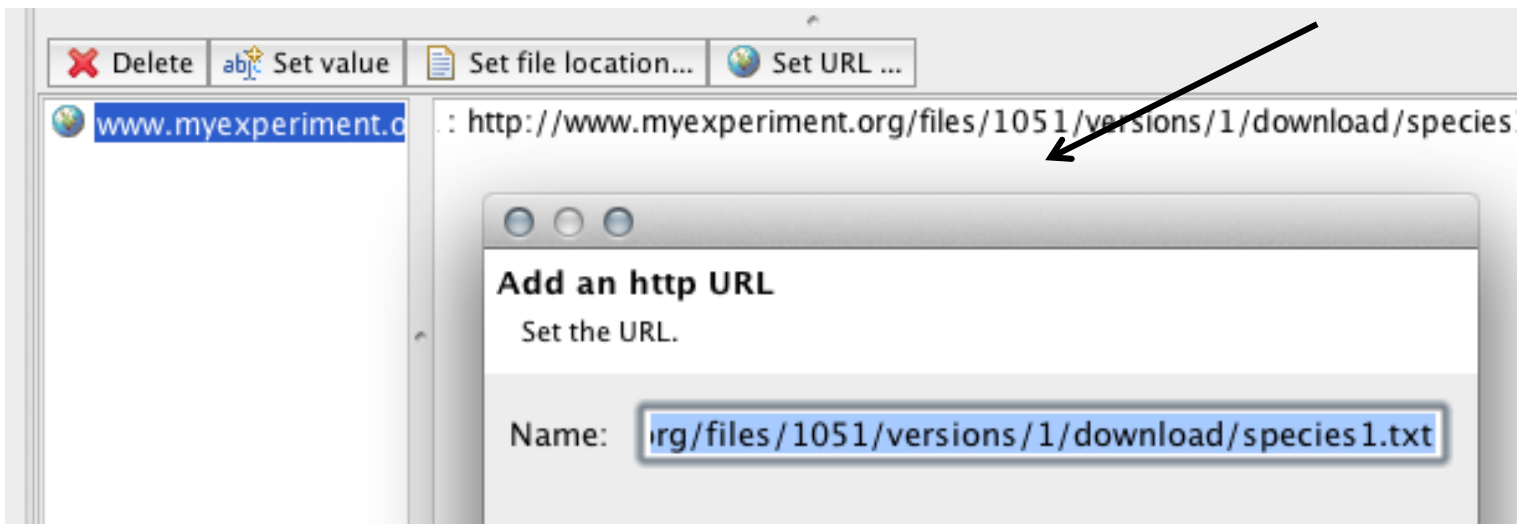 Delete Set value Set file location... Set URL ...
www.myexperiment.o .: http://www.myexperiment.org/files/1051/versions/1/download/species
Add an http URL
Set the URL.
Name: rg/files/1051/versions/1/download/species1.txt